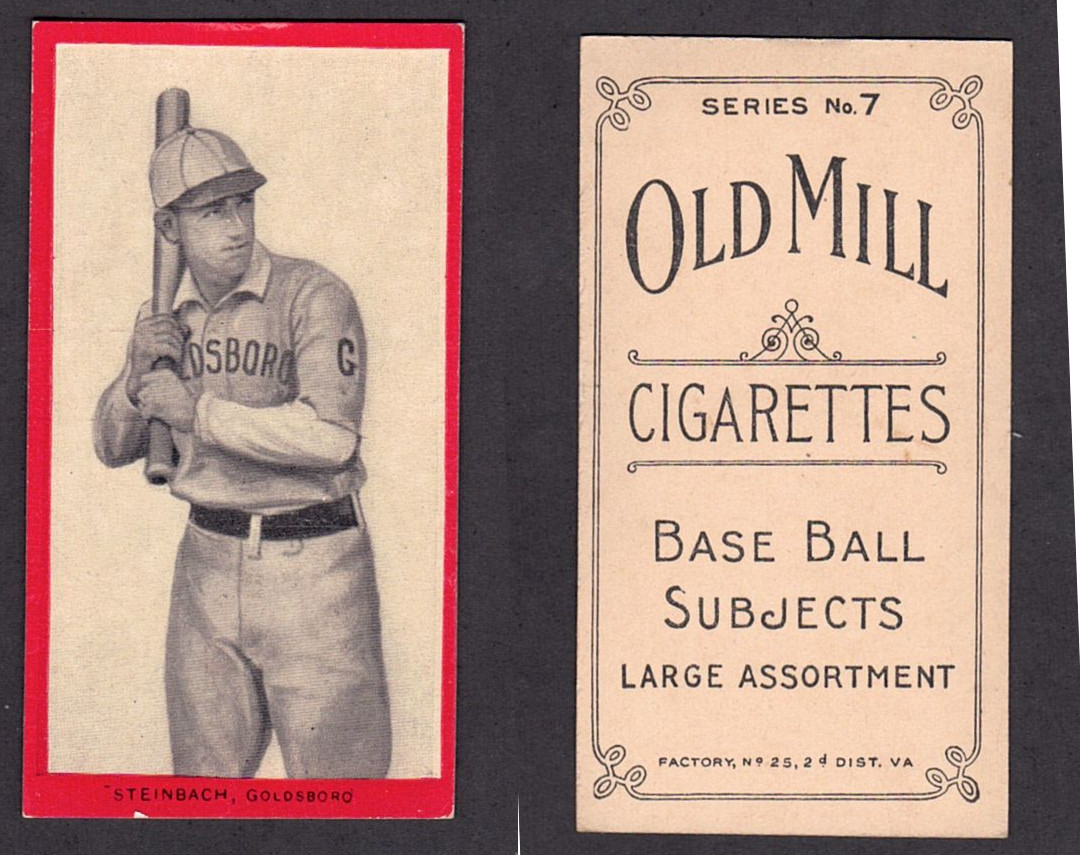 OSBORO
G
STEINBACH, GOLDSBORO
SERIES No. 7
OLD MILL
CIGARETTES
BASE BALL
SUBJECTS
LARGE ASSORTMENT
FACTORY, Nº 25, 2d DIST. VA